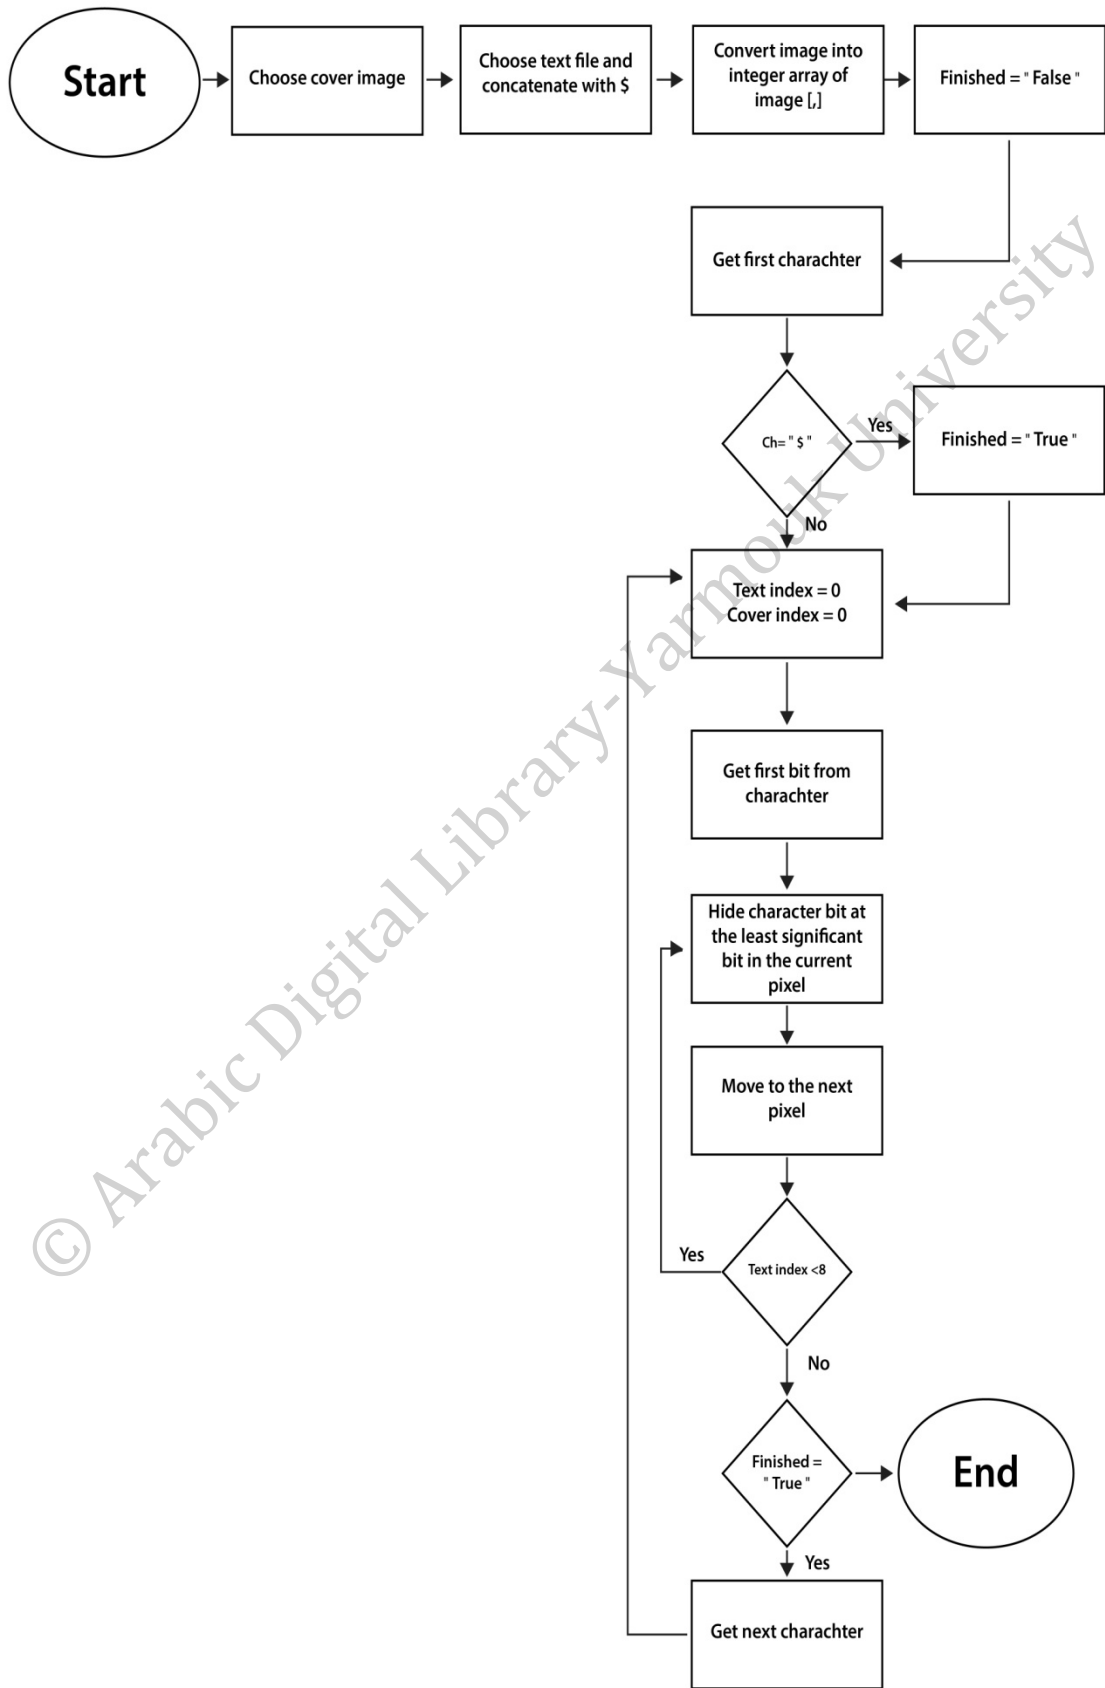 Start
Choose cover image
Choose text file and
concatenate with $
Convert image into
integer array of
image [,]
Finished = " False "
Get first charachter
Ch= " $ "
Yes
Finished = " True "
No
Text index = 0
Cover index = 0
Get first bit from
charachter
Hide character bit at
the least significant
bit in the current
pixel
Move to the next
pixel
Text index <8
Yes
No
Finished =
" True "
End
Yes
Get next charachter
© Arabic Digital Library-Yarmouk University